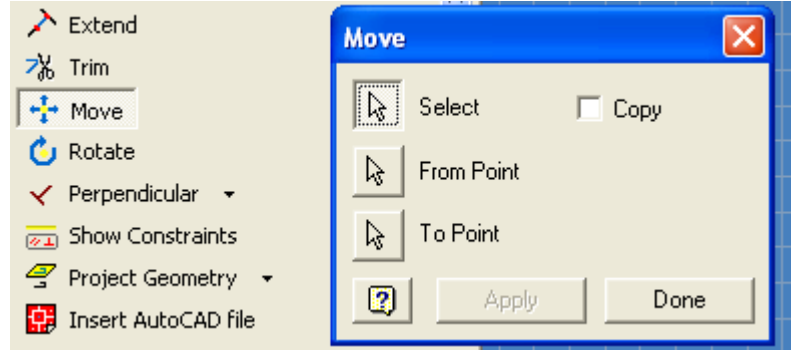 Extend
Trim
Move
Rotate
Perpendicular
Show Constraints
Project Geometry
Insert AutoCAD file
Move
Select
Copy
From Point
To Point
Apply
Done